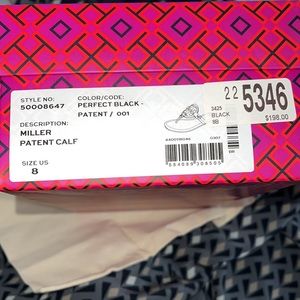 STYLE NO:
50008647
COLOR/CODE:
PERFECT BLACK -
PATENT / 001
DESCRIPTION:
MILLER
PATENT CALF
SIZE US
8
22 5346
3425
BLACK
8B
$198.00